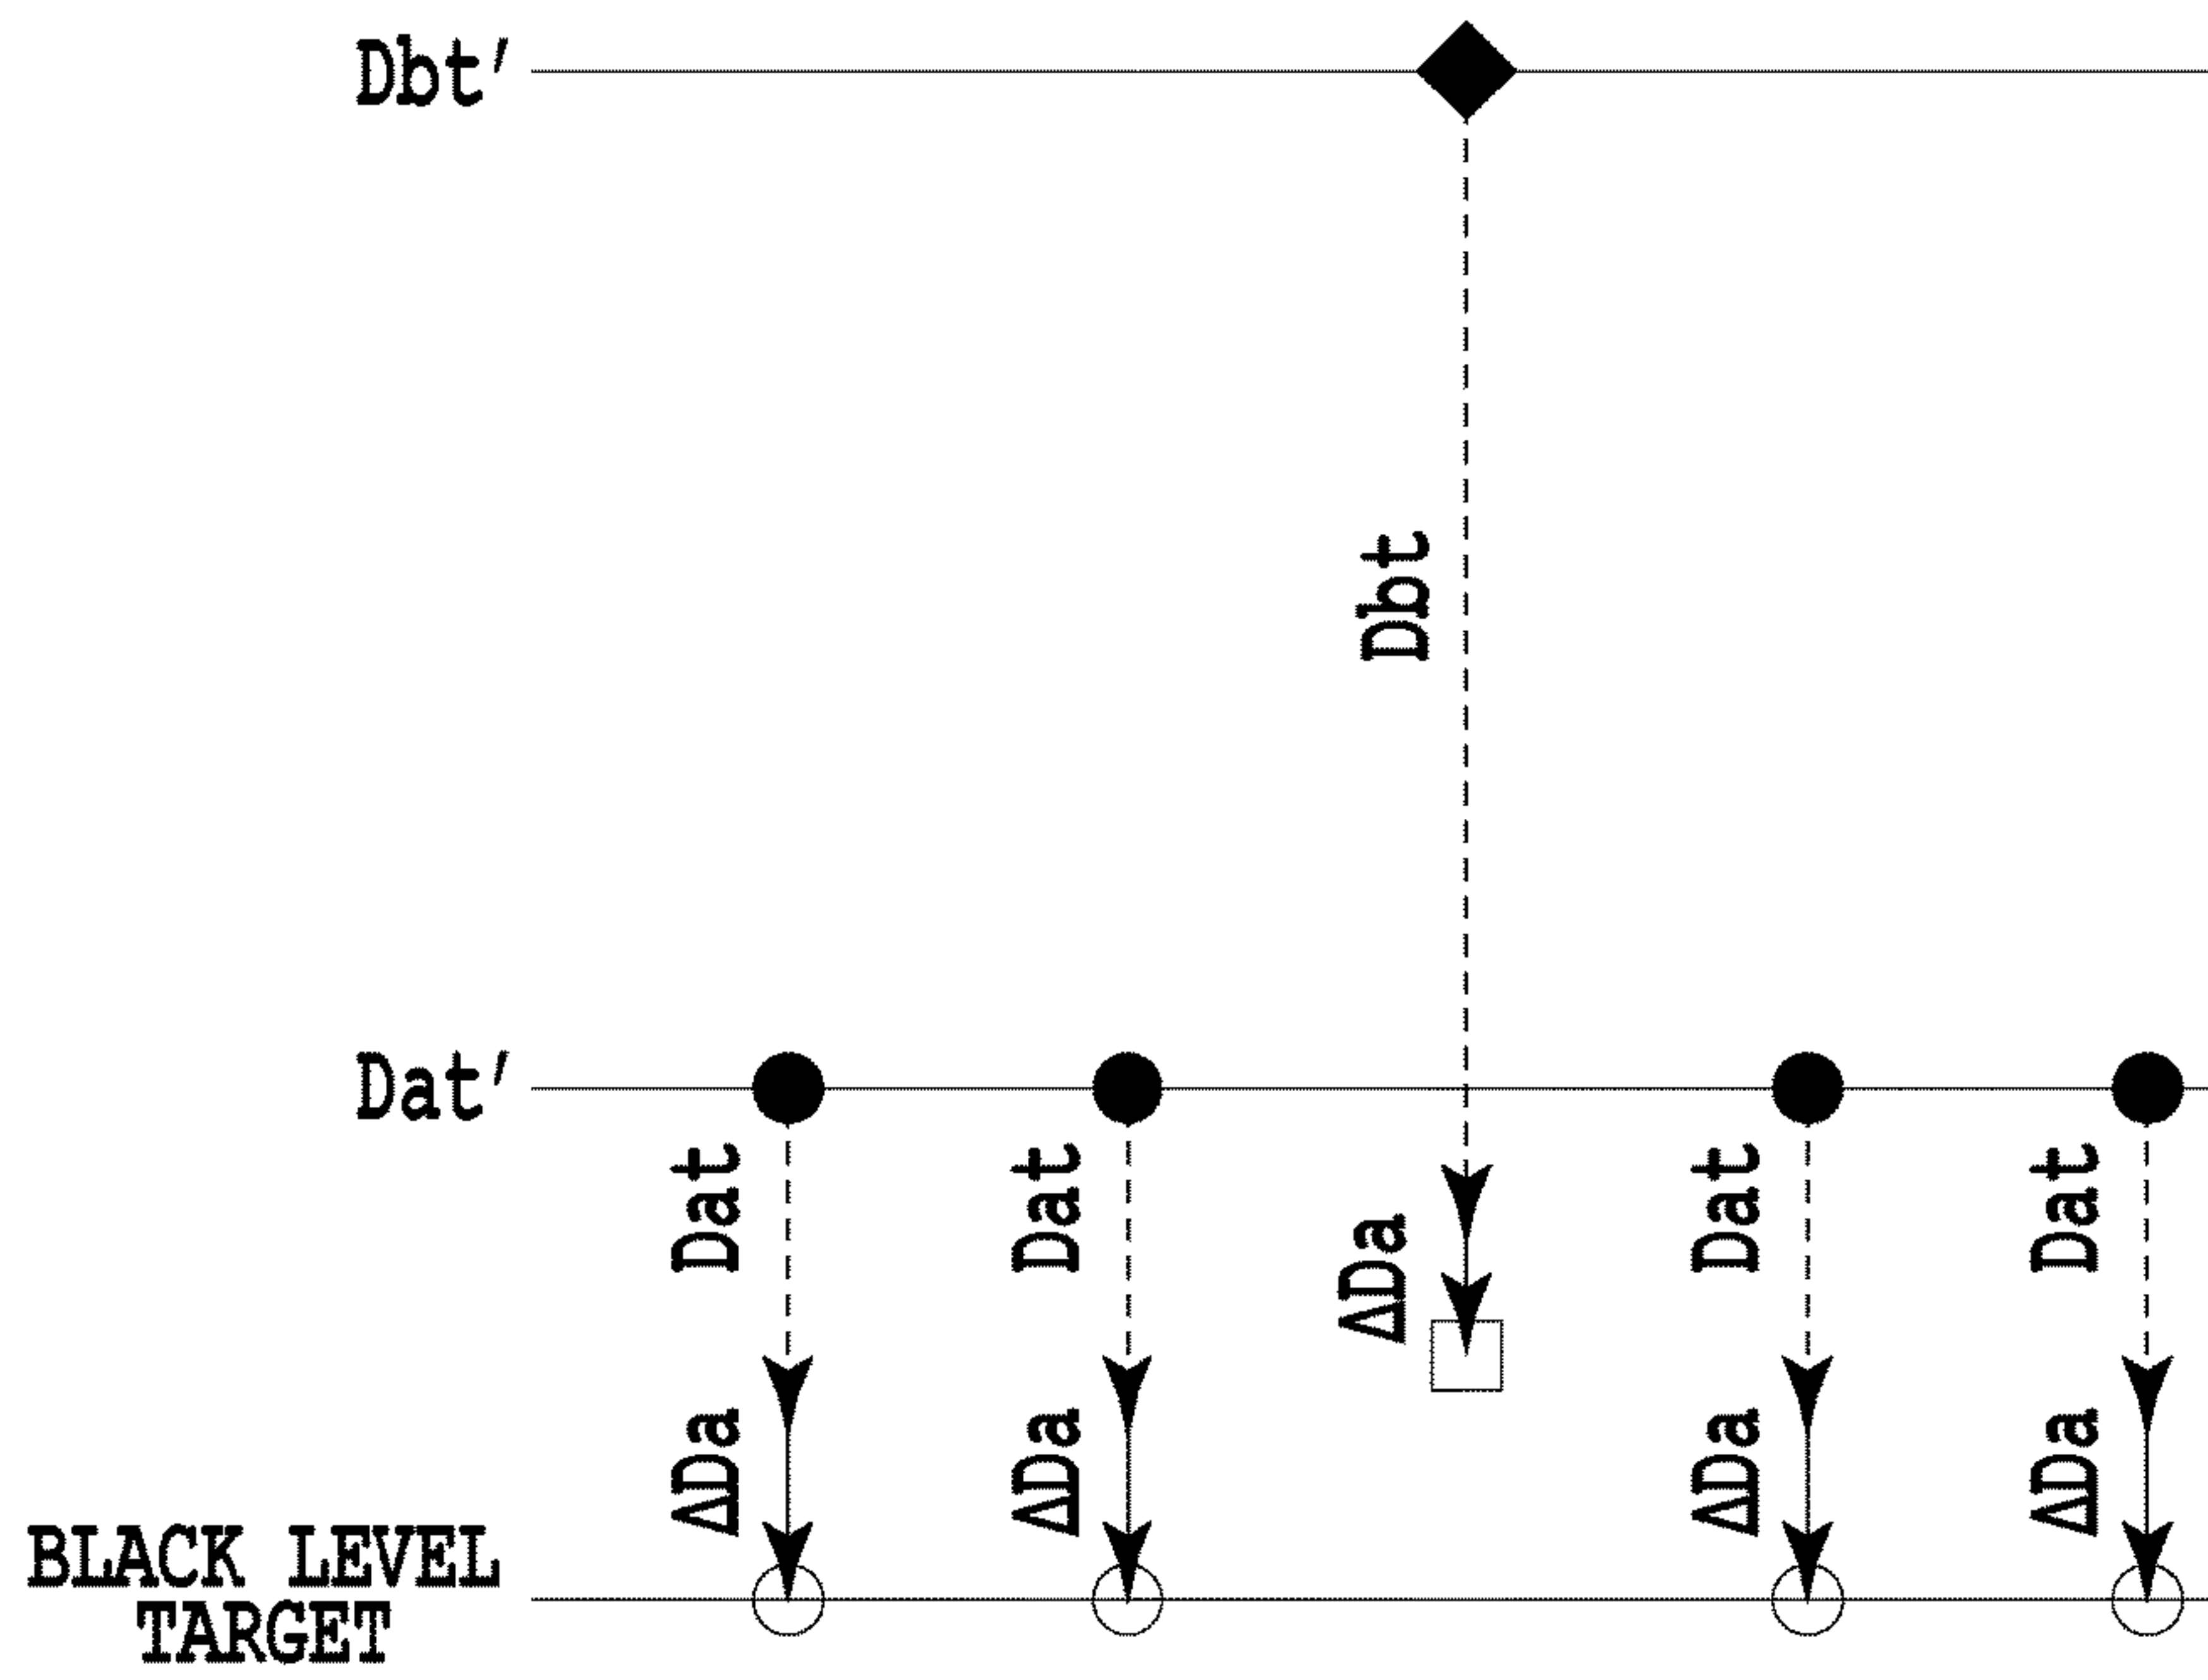 Dbt′
Dbt
Dat′
Dat
Dat
Dat
Dat
ΔDa
ΔDa
ΔDa
ΔDa
ΔDa
BLACK LEVEL
TARGET